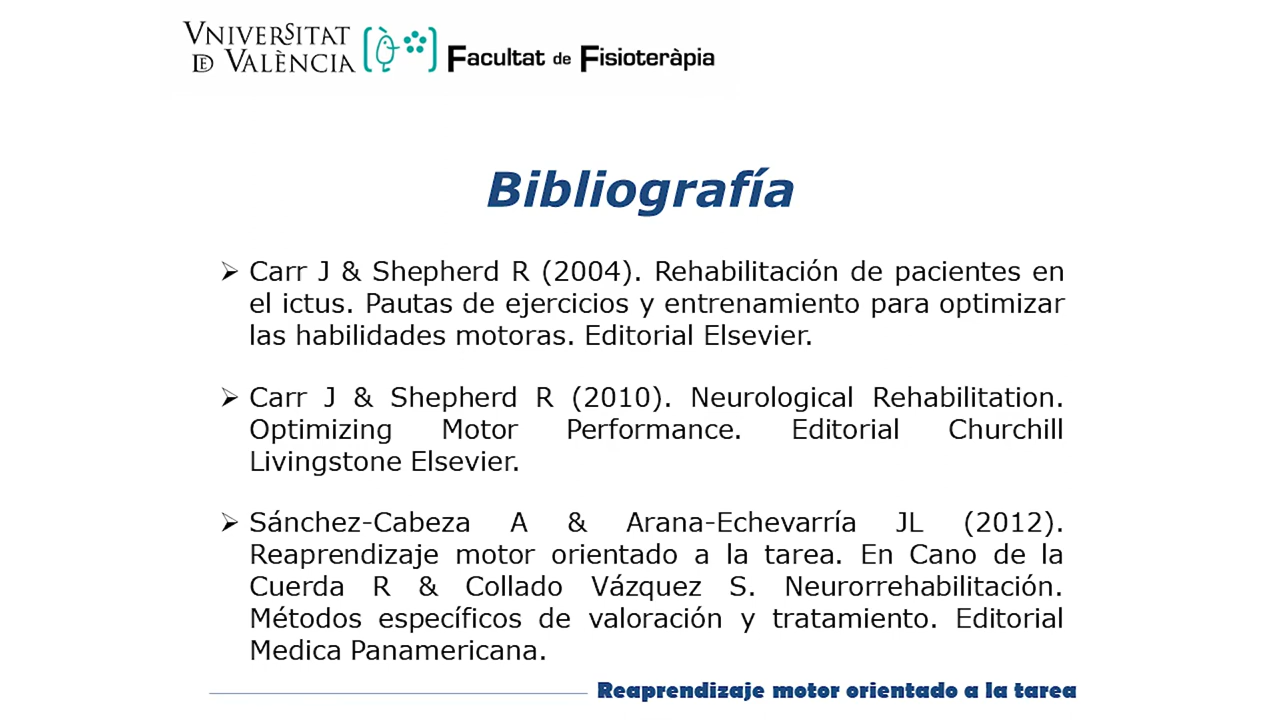 VNIVERSITAT
DE VALÈNCIA
Facultat de Fisioteràpia
Bibliografía
➢ Carr J & Shepherd R (2004). Rehabilitación de pacientes en
el ictus. Pautas de ejercicios y entrenamiento para optimizar
las habilidades motoras. Editorial Elsevier.
➢ Carr J & Shepherd R (2010). Neurological Rehabilitation.
Optimizing Motor Performance. Editorial Churchill
Livingstone Elsevier.
➢ Sánchez-Cabeza A & Arana-Echevarría JL (2012).
Reaprendizaje motor orientado a la tarea. En Cano de la
Cuerda R & Collado Vázquez S. Neurorrehabilitación.
Métodos específicos de valoración y tratamiento. Editorial
Medica Panamericana.
Reaprendizaje motor orientado a la tarea